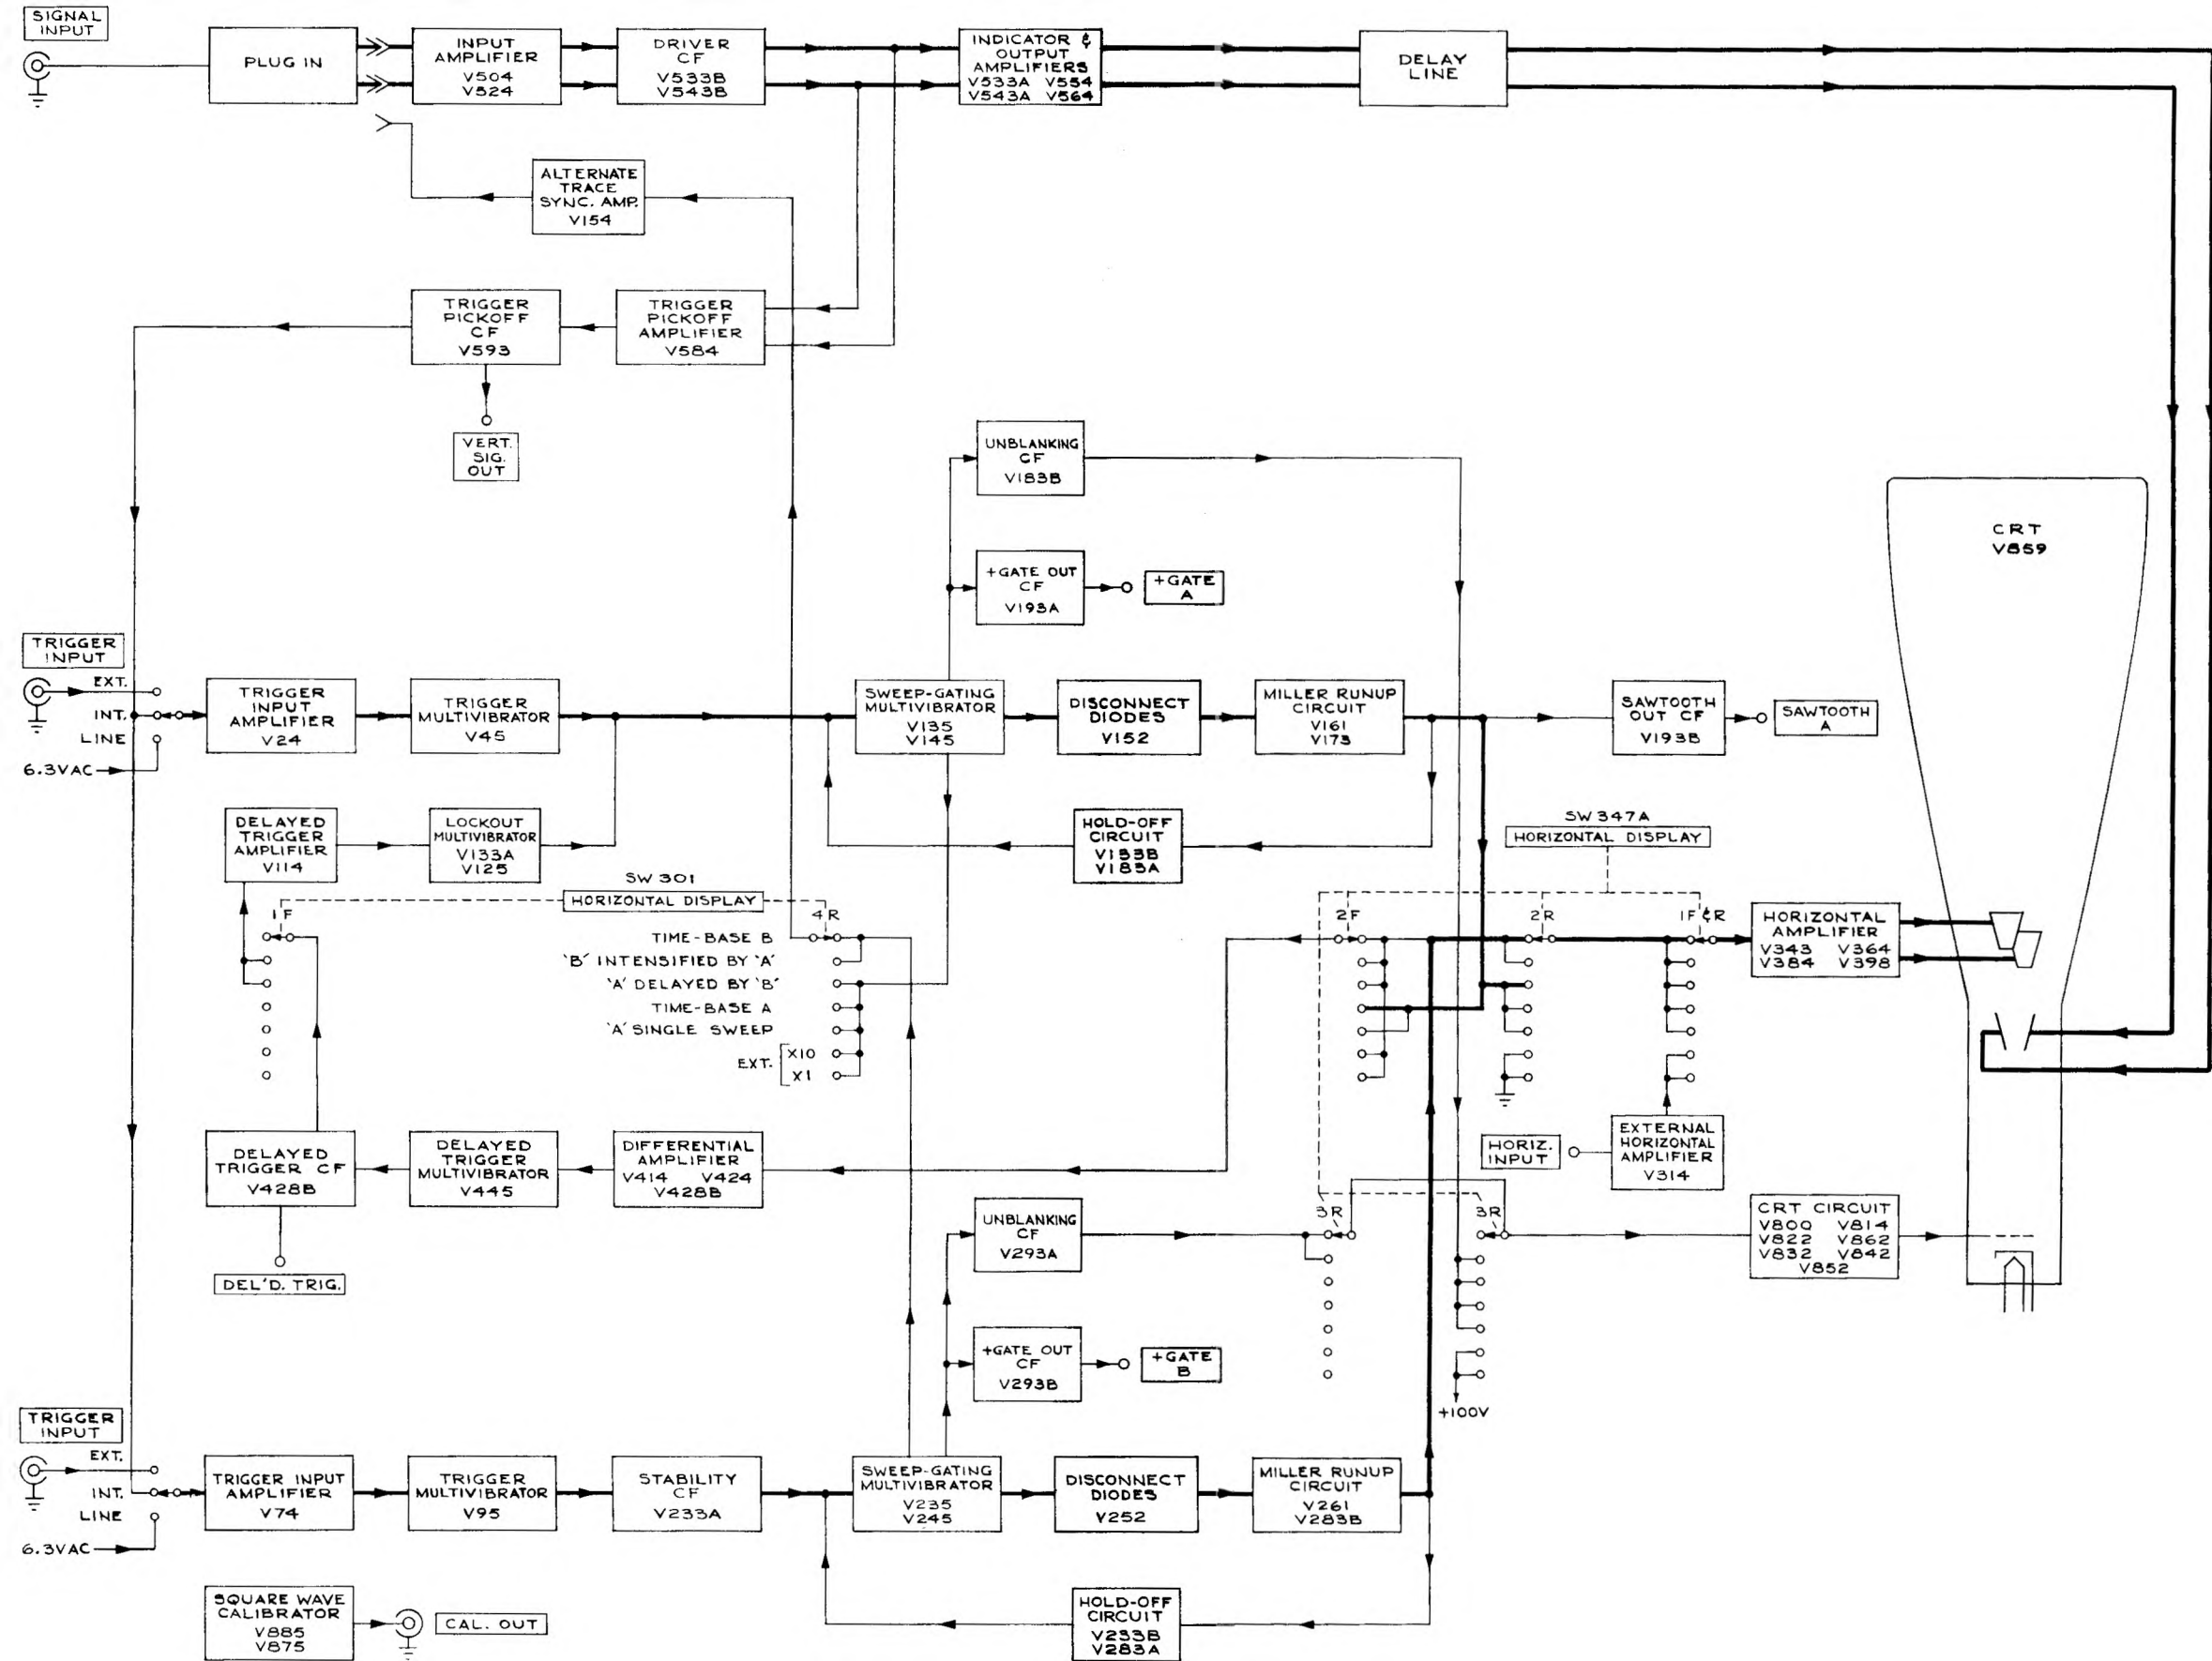 SIGNAL
INPUT
PLUG IN
INPUT
AMPLIFIER
V504
V524
DRIVER
CF
V533B
V543B
INDICATOR &
OUTPUT
AMPLIFIERS
V533A V554
V543A V564
DELAY
LINE
ALTERNATE
TRACE
SYNC. AMP.
V154
TRIGGER
PICKOFF
CF
V593
TRIGGER
PICKOFF
AMPLIFIER
V584
VERT.
SIG.
OUT
UNBLANKING
CF
V183B
CRT
V859
+GATE OUT
CF
V193A
+GATE
A
TRIGGER
INPUT
EXT.
INT.
LINE
6.3VAC
TRIGGER
INPUT
AMPLIFIER
V24
TRIGGER
MULTIVIBRATOR
V45
SWEEP-GATING
MULTIVIBRATOR
V135
V145
DISCONNECT
DIODES
V152
MILLER RUNUP
CIRCUIT
V161
V173
SAWTOOTH
OUT CF
V193B
SAWTOOTH
A
DELAYED
TRIGGER
AMPLIFIER
V114
LOCKOUT
MULTIVIBRATOR
V133A
V125
HOLD-OFF
CIRCUIT
V133B
V183A
SW 347A
HORIZONTAL DISPLAY
SW 301
HORIZONTAL DISPLAY
1F
4R
2F
2R
1F & R
TIME-BASE B
'B' INTENSIFIED BY 'A'
'A' DELAYED BY 'B'
TIME-BASE A
'A' SINGLE SWEEP
EXT.
X10
X1
HORIZONTAL
AMPLIFIER
V343 V364
V384 V398
DELAYED
TRIGGER CF
V428B
DELAYED
TRIGGER
MULTIVIBRATOR
V445
DIFFERENTIAL
AMPLIFIER
V414 V424
V428B
HORIZ.
INPUT
EXTERNAL
HORIZONTAL
AMPLIFIER
V314
DEL'D. TRIG.
UNBLANKING
CF
V293A
3R
3R
CRT CIRCUIT
V800 V814
V822 V862
V832 V842
V852
+GATE OUT
CF
V293B
+GATE
B
+100V
TRIGGER
INPUT
EXT.
INT.
LINE
6.3VAC
TRIGGER INPUT
AMPLIFIER
V74
TRIGGER
MULTIVIBRATOR
V95
STABILITY
CF
V233A
SWEEP-GATING
MULTIVIBRATOR
V235
V245
DISCONNECT
DIODES
V252
MILLER RUNUP
CIRCUIT
V261
V283B
SQUARE WAVE
CALIBRATOR
V885
V875
CAL. OUT
HOLD-OFF
CIRCUIT
V233B
V283A